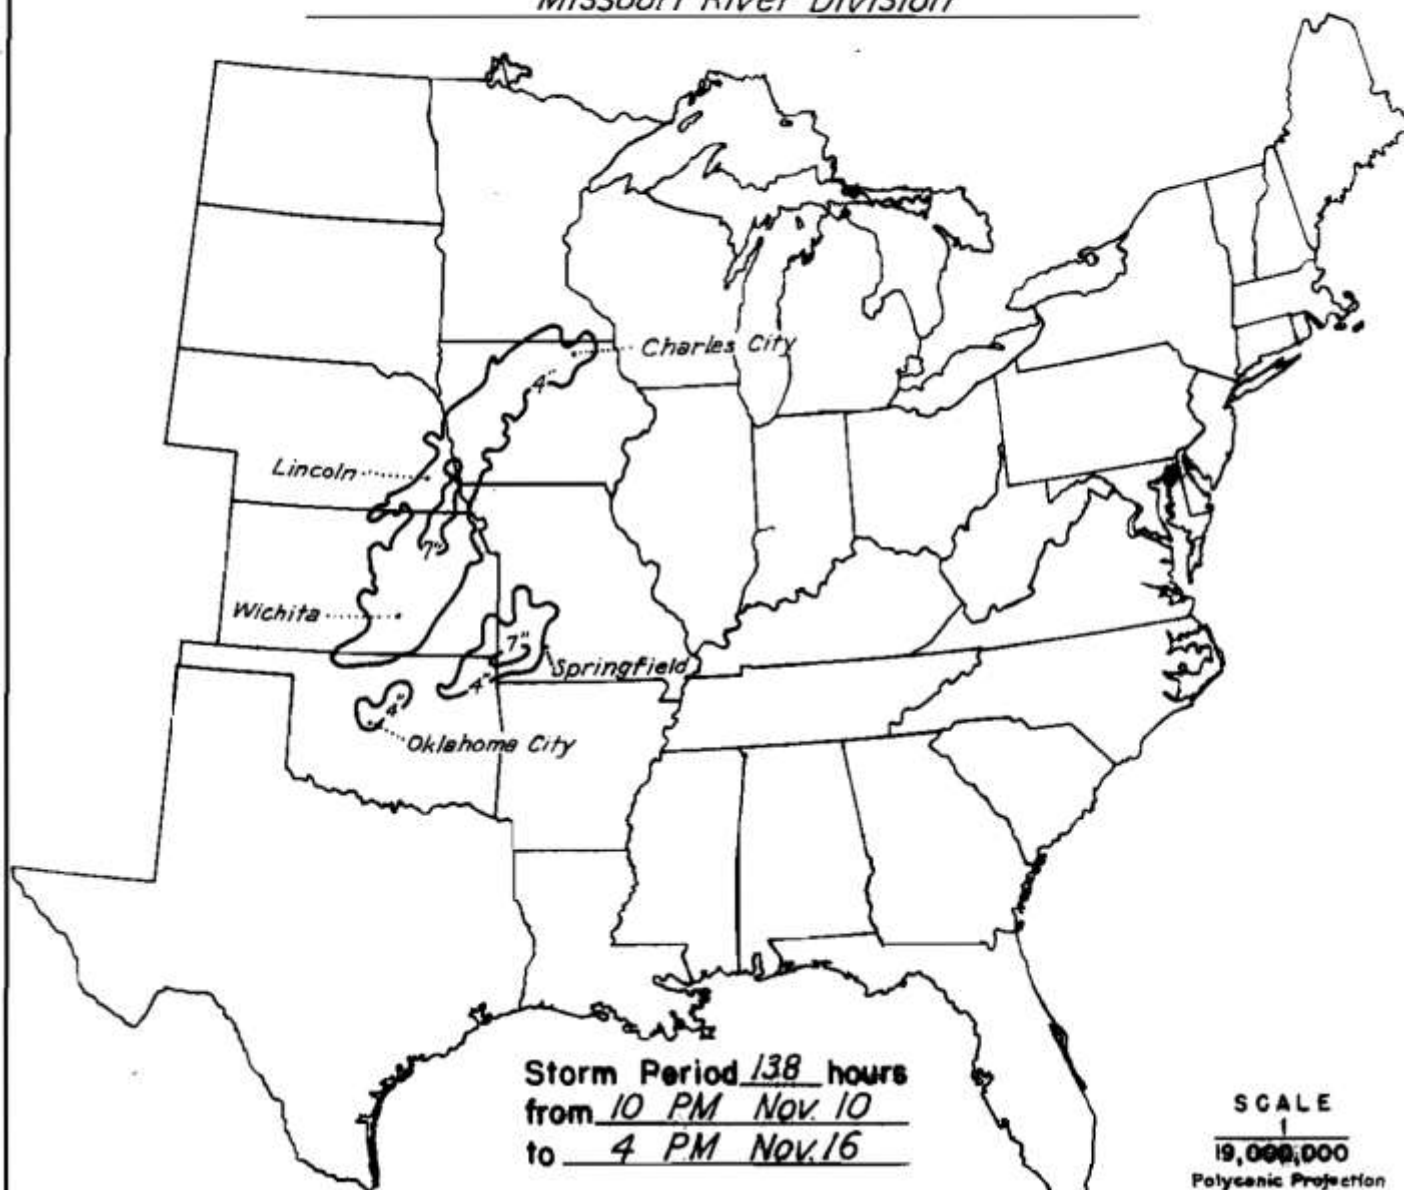 Missouri River Division
Charles City
4"
Lincoln
7"
Wichita
7"
Springfield
4"
4"
Oklahoma City
Storm Period 138 hours
from 10 PM Nov. 10
to 4 PM Nov. 16
SCALE
1
19,000,000
Polyconic Projection